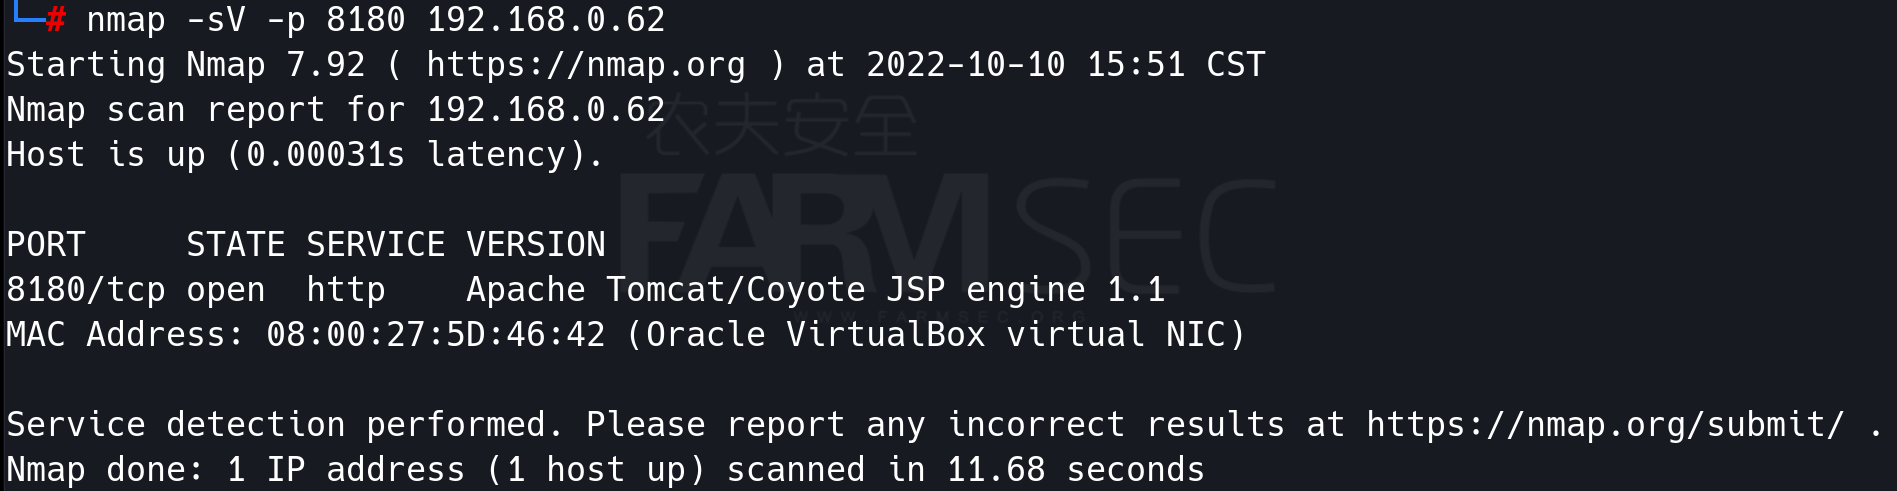 # nmap -sV -p 8180 192.168.0.62
Starting Nmap 7.92 ( https://nmap.org ) at 2022-10-10 15:51 CST
Nmap scan report for 192.168.0.62
农夫安全
Host is up (0.00031s latency).
FARMSEC
PORT     STATE SERVICE VERSION
8180/tcp open  http    Apache Tomcat/Coyote JSP engine 1.1
WWW.FARMSEC.ORG
MAC Address: 08:00:27:5D:46:42 (Oracle VirtualBox virtual NIC)
Service detection performed. Please report any incorrect results at https://nmap.org/submit/ .
Nmap done: 1 IP address (1 host up) scanned in 11.68 seconds